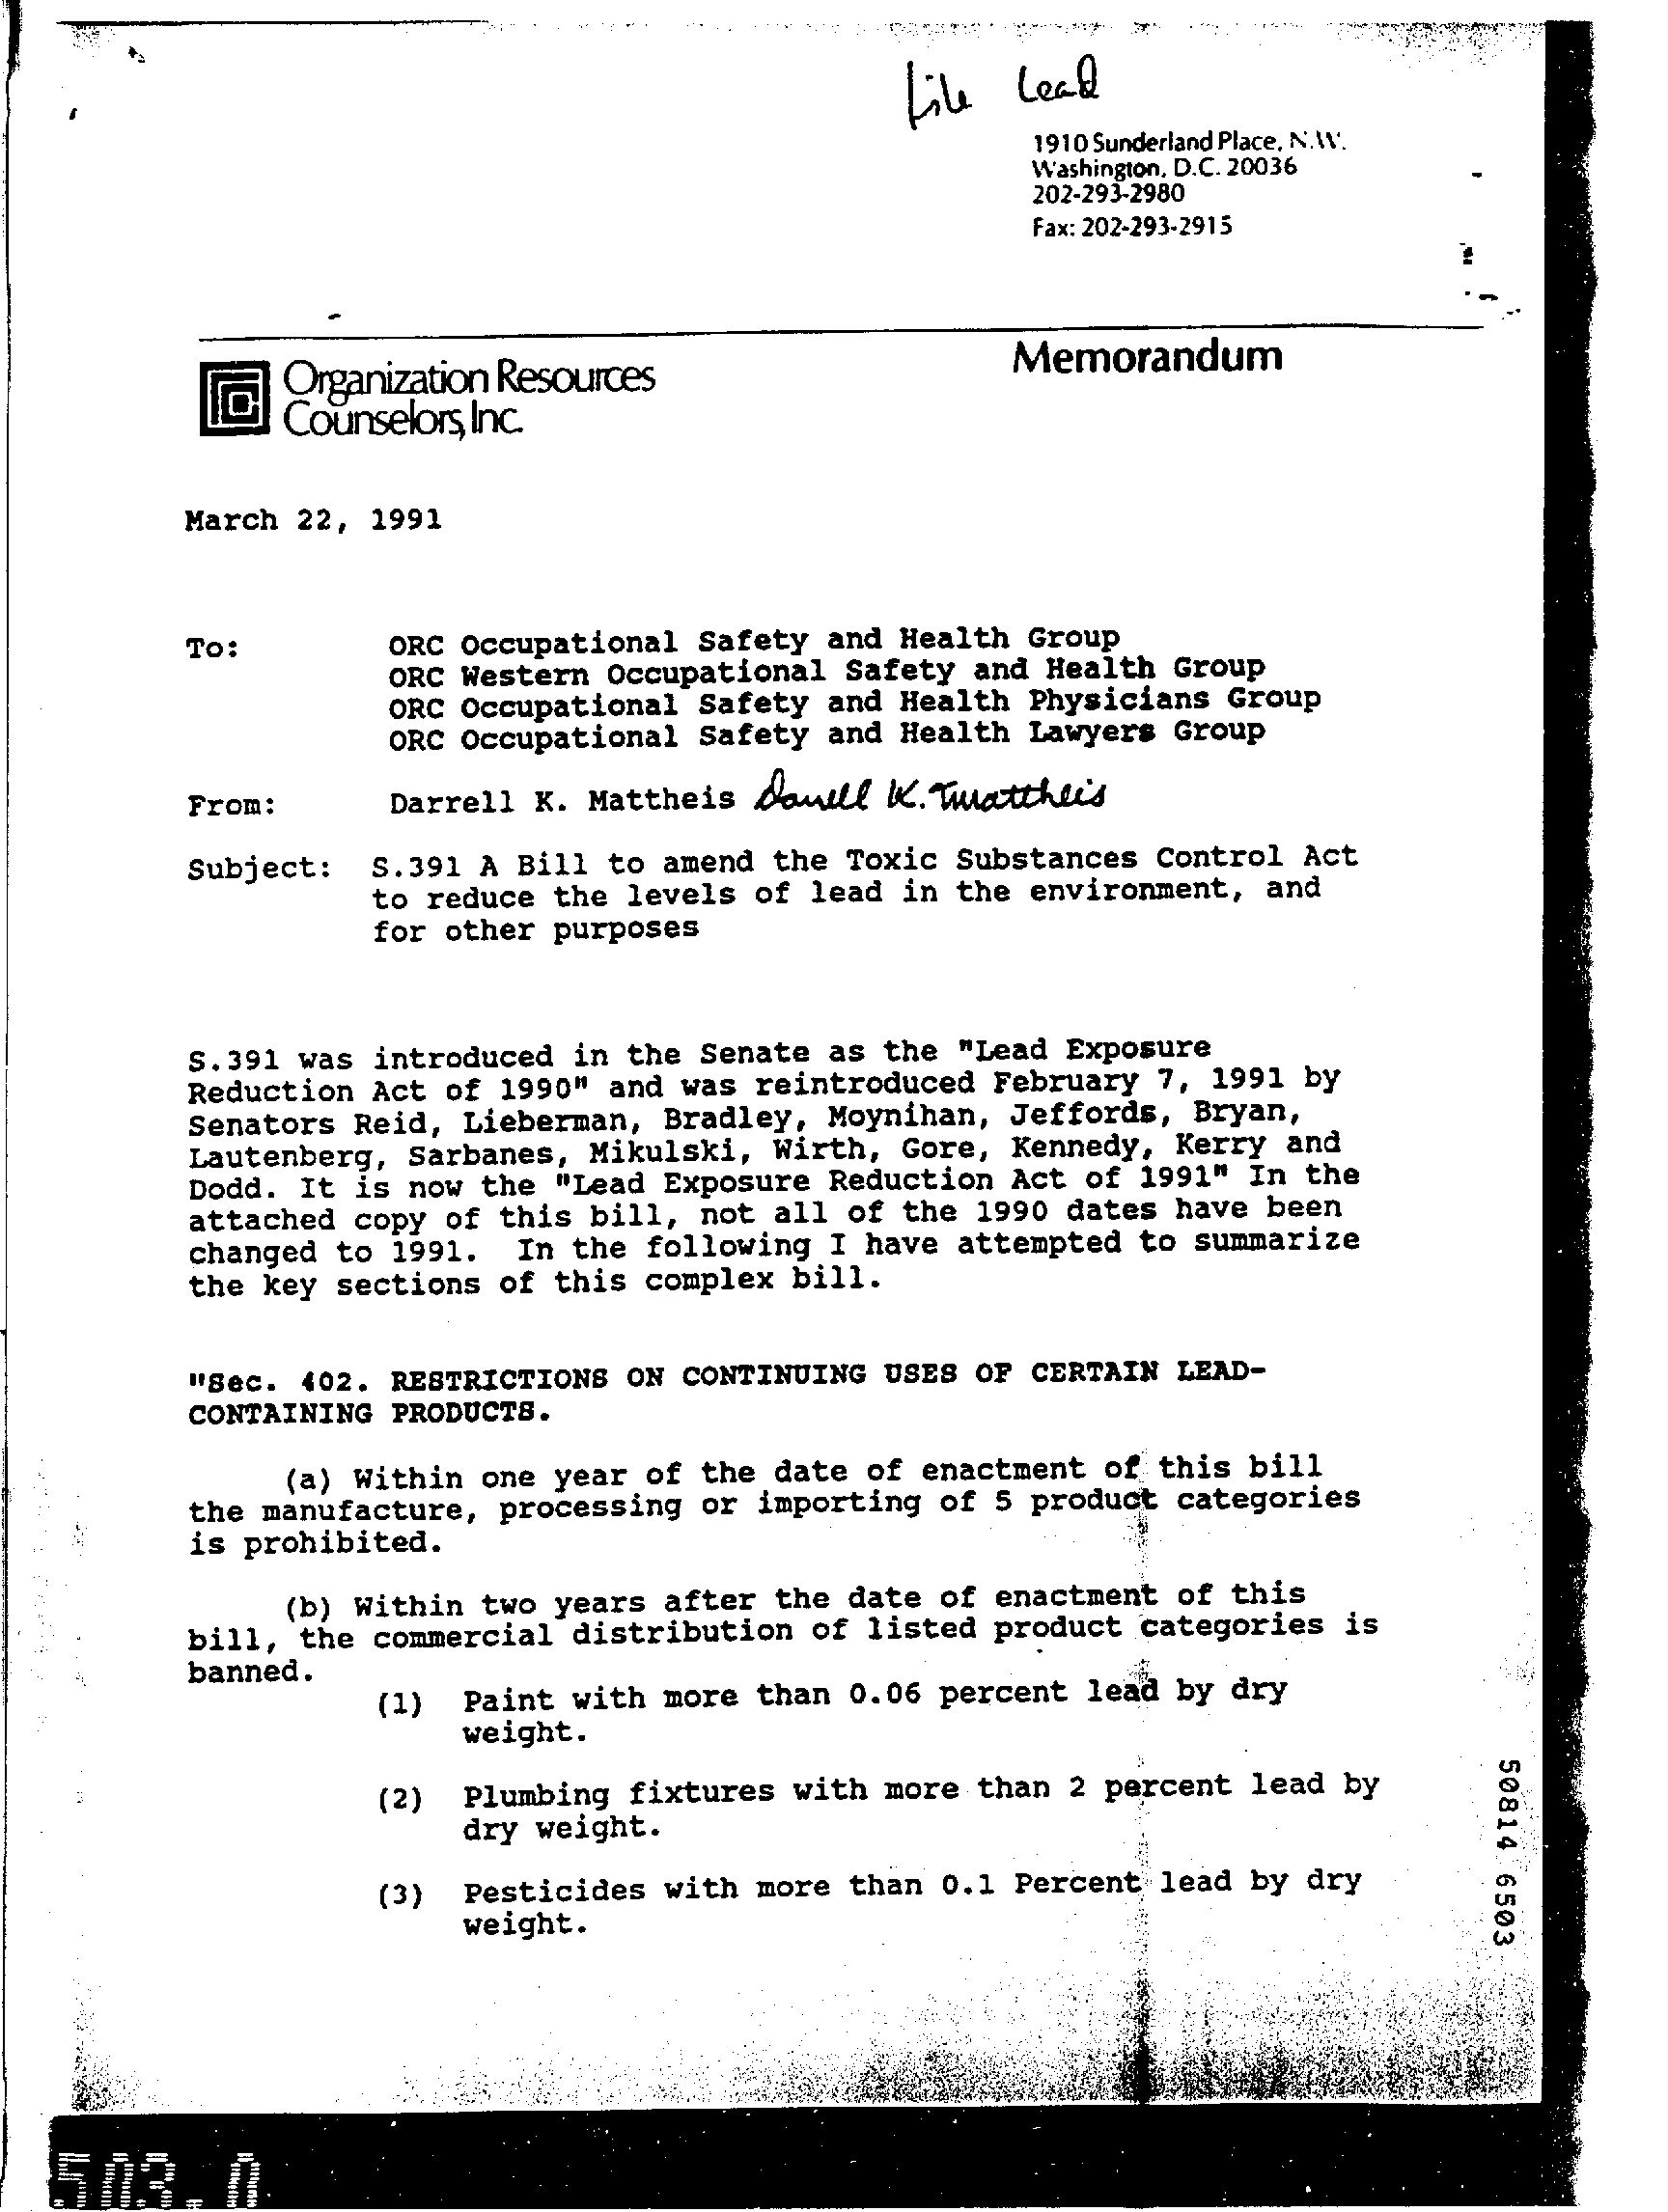 File Lead
1910 Sunderland Place, N.W.
Washington, D.C. 20036
202-293-2980
Fax: 202-293-2915
Memorandum
Organization Resources
Counselors, Inc.
March 22, 1991
To: ORC Occupational Safety and Health Group
ORC Western Occupational Safety and Health Group
ORC Occupational Safety and Health Physicians Group
ORC Occupational Safety and Health Lawyers Group
From: Darrell K. Mattheis Darrell K. Mattheis
Subject: S.391 A Bill to amend the Toxic Substances Control Act
to reduce the levels of lead in the environment, and
for other purposes
S.391 was introduced in the Senate as the "Lead Exposure
Reduction Act of 1990" and was reintroduced February 7, 1991 by
Senators Reid, Lieberman, Bradley, Moynihan, Jeffords, Bryan,
Lautenberg, Sarbanes, Mikulski, Wirth, Gore, Kennedy, Kerry and
Dodd. It is now the "Lead Exposure Reduction Act of 1991" In the
attached copy of this bill, not all of the 1990 dates have been
changed to 1991. In the following I have attempted to summarize
the key sections of this complex bill.
"Sec. 402. RESTRICTIONS ON CONTINUING USES OF CERTAIN LEAD-
CONTAINING PRODUCTS.
(a) Within one year of the date of enactment of this bill
the manufacture, processing or importing of 5 product categories
is prohibited.
(b) Within two years after the date of enactment of this
bill, the commercial distribution of listed product categories is
banned.
(1) Paint with more than 0.06 percent lead by dry
weight.
(2) Plumbing fixtures with more than 2 percent lead by
dry weight.
(3) Pesticides with more than 0.1 Percent lead by dry
weight.
50814 6503
503.0